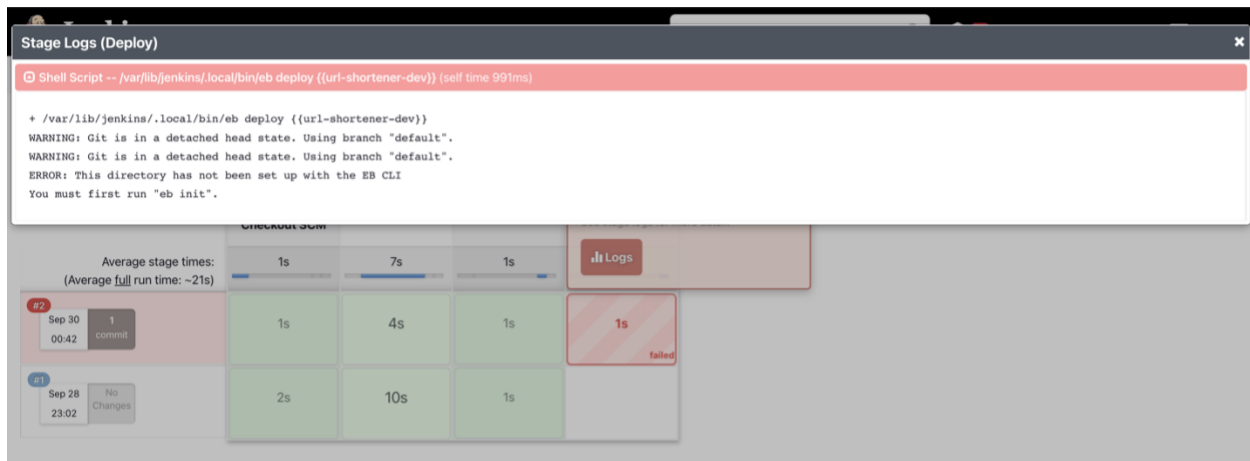 Stage Logs (Deploy)
Shell Script -- /var/lib/jenkins/.local/bin/eb deploy {{url-shortener-dev}} (self time 991ms)
+ /var/lib/jenkins/.local/bin/eb deploy {{url-shortener-dev}}
WARNING: Git is in a detached head state. Using branch "default".
WARNING: Git is in a detached head state. Using branch "default".
ERROR: This directory has not been set up with the EB CLI
You must first run "eb init".
Checkout SCM
Logs
Average stage times:
(Average full run time: ~21s)
1s
7s
1s
#2
Sep 30
00:42
1
commit
1s
4s
1s
1s
failed
#1
Sep 28
23:02
No
Changes
2s
10s
1s